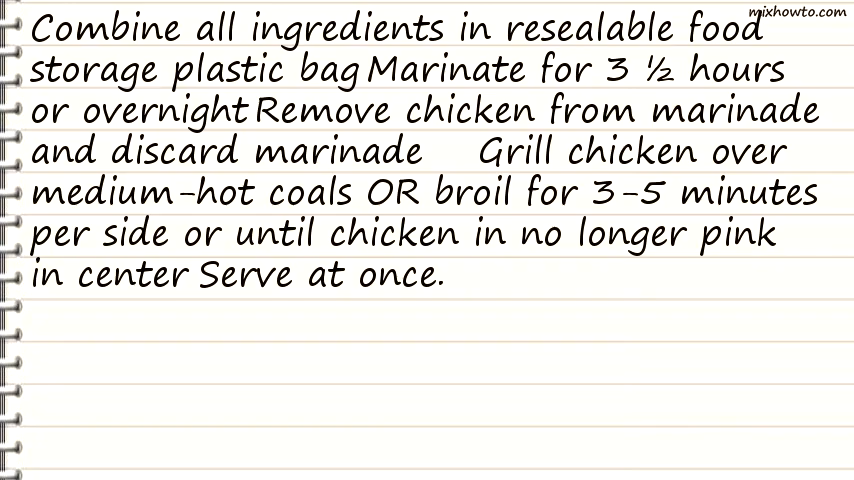 mixhowto.com
Combine all ingredients in resealable food
storage plastic bag Marinate for 3 ½ hours
or overnight Remove chicken from marinade
and discard marinade Grill chicken over
medium-hot coals OR broil for 3-5 minutes
per side or until chicken in no longer pink
in center Serve at once.